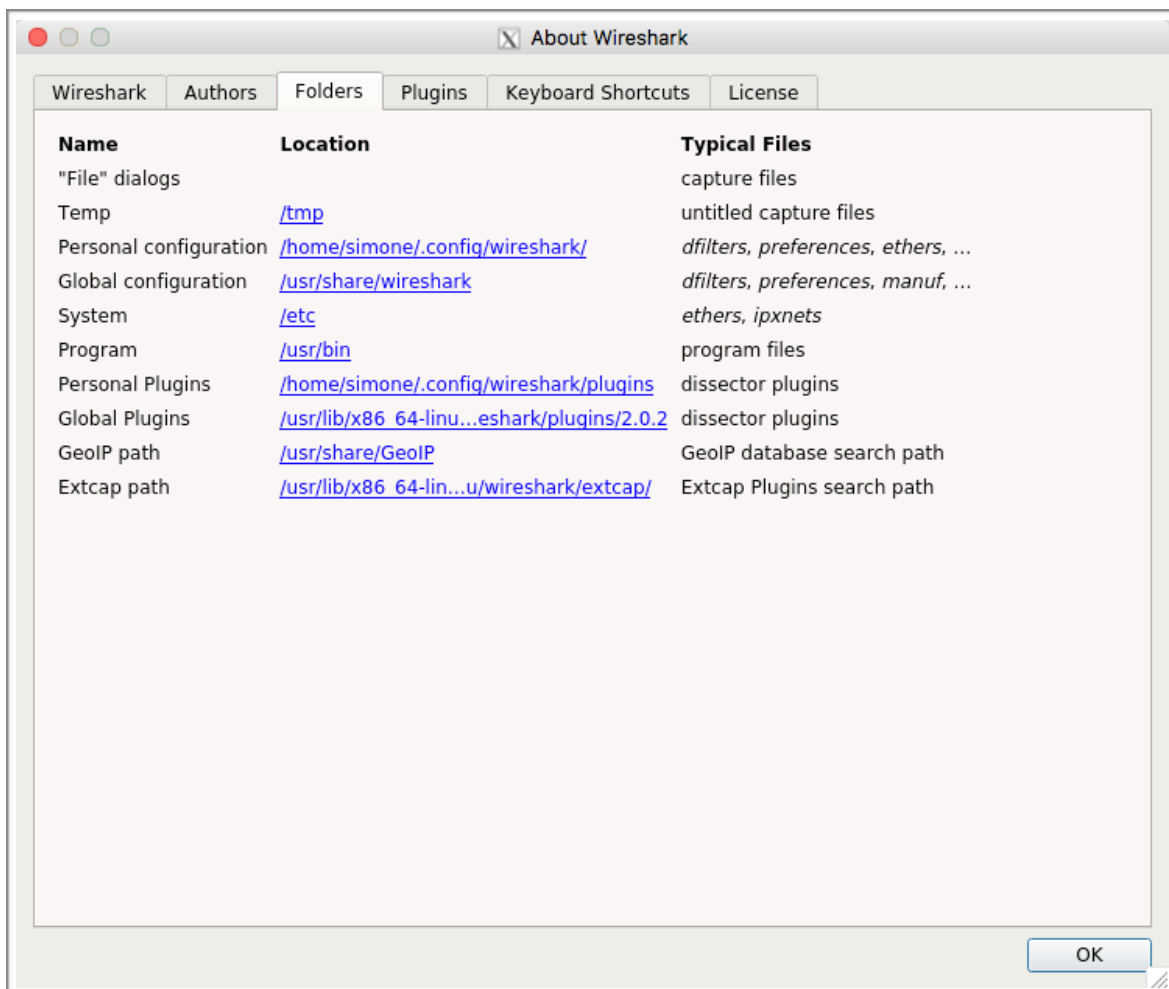 About Wireshark
Wireshark Authors Folders Plugins Keyboard Shortcuts License
Name Location Typical Files
"File" dialogs capture files
Temp /tmp untitled capture files
Personal configuration /home/simone/.config/wireshark/ dfilters, preferences, ethers, ...
Global configuration /usr/share/wireshark dfilters, preferences, manuf, ...
System /etc ethers, ipxnets
Program /usr/bin program files
Personal Plugins /home/simone/.config/wireshark/plugins dissector plugins
Global Plugins /usr/lib/x86_64-linu...eshark/plugins/2.0.2 dissector plugins
GeoIP path /usr/share/GeoIP GeoIP database search path
Extcap path /usr/lib/x86_64-lin...u/wireshark/extcap/ Extcap Plugins search path
OK